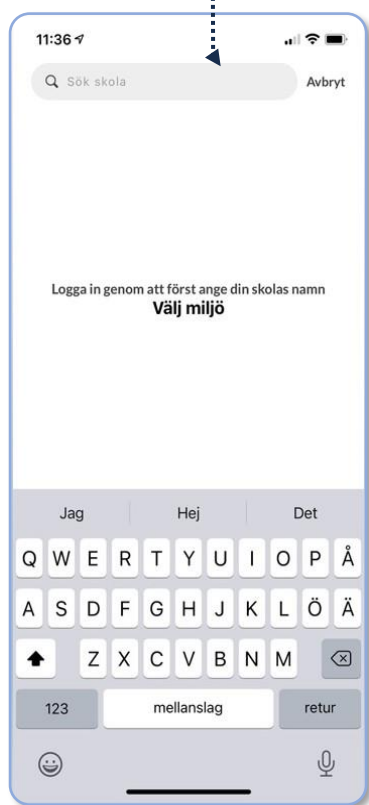 11:36
Sök skola
Avbryt
Logga in genom att först ange din skolas namn
Välj miljö
Jag Hej Det
Q W E R T Y U I O P Å
A S D F G H J K L Ö Ä
Z X C V B N M
123 mellanslag retur